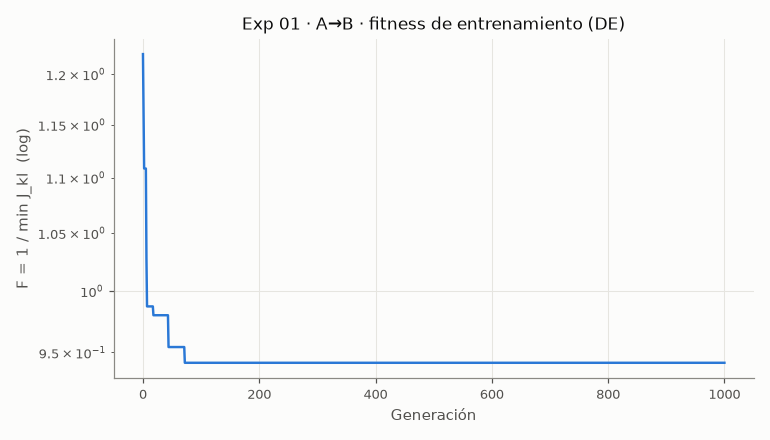 Exp 01 · A→B · fitness de entrenamiento (DE)
F = 1 / min J_kl (log)
1.2 × 10⁰
1.15 × 10⁰
1.1 × 10⁰
1.05 × 10⁰
10⁰
9.5 × 10⁻¹
0 200 400 600 800 1000
Generación